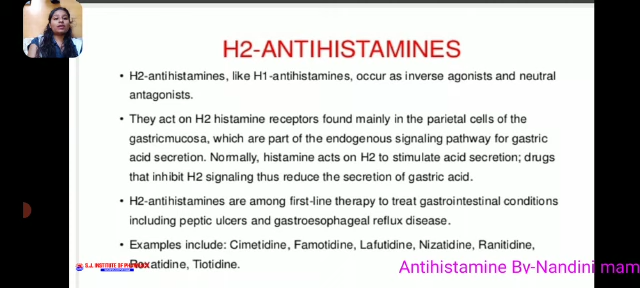 H2-ANTIHISTAMINES
• H2-antihistamines, like H1-antihistamines, occur as inverse agonists and neutral
antagonists.
• They act on H2 histamine receptors found mainly in the parietal cells of the
gastricmucosa, which are part of the endogenous signaling pathway for gastric
acid secretion. Normally, histamine acts on H2 to stimulate acid secretion; drugs
that inhibit H2 signaling thus reduce the secretion of gastric acid.
• H2-antihistamines are among first-line therapy to treat gastrointestinal conditions
including peptic ulcers and gastroesophageal reflux disease.
• Examples include: Cimetidine, Famotidine, Lafutidine, Nizatidine, Ranitidine,
Roxatidine, Tiotidine.
S.J. INSTITUTE OF
Antihistamine By-Nandini mam